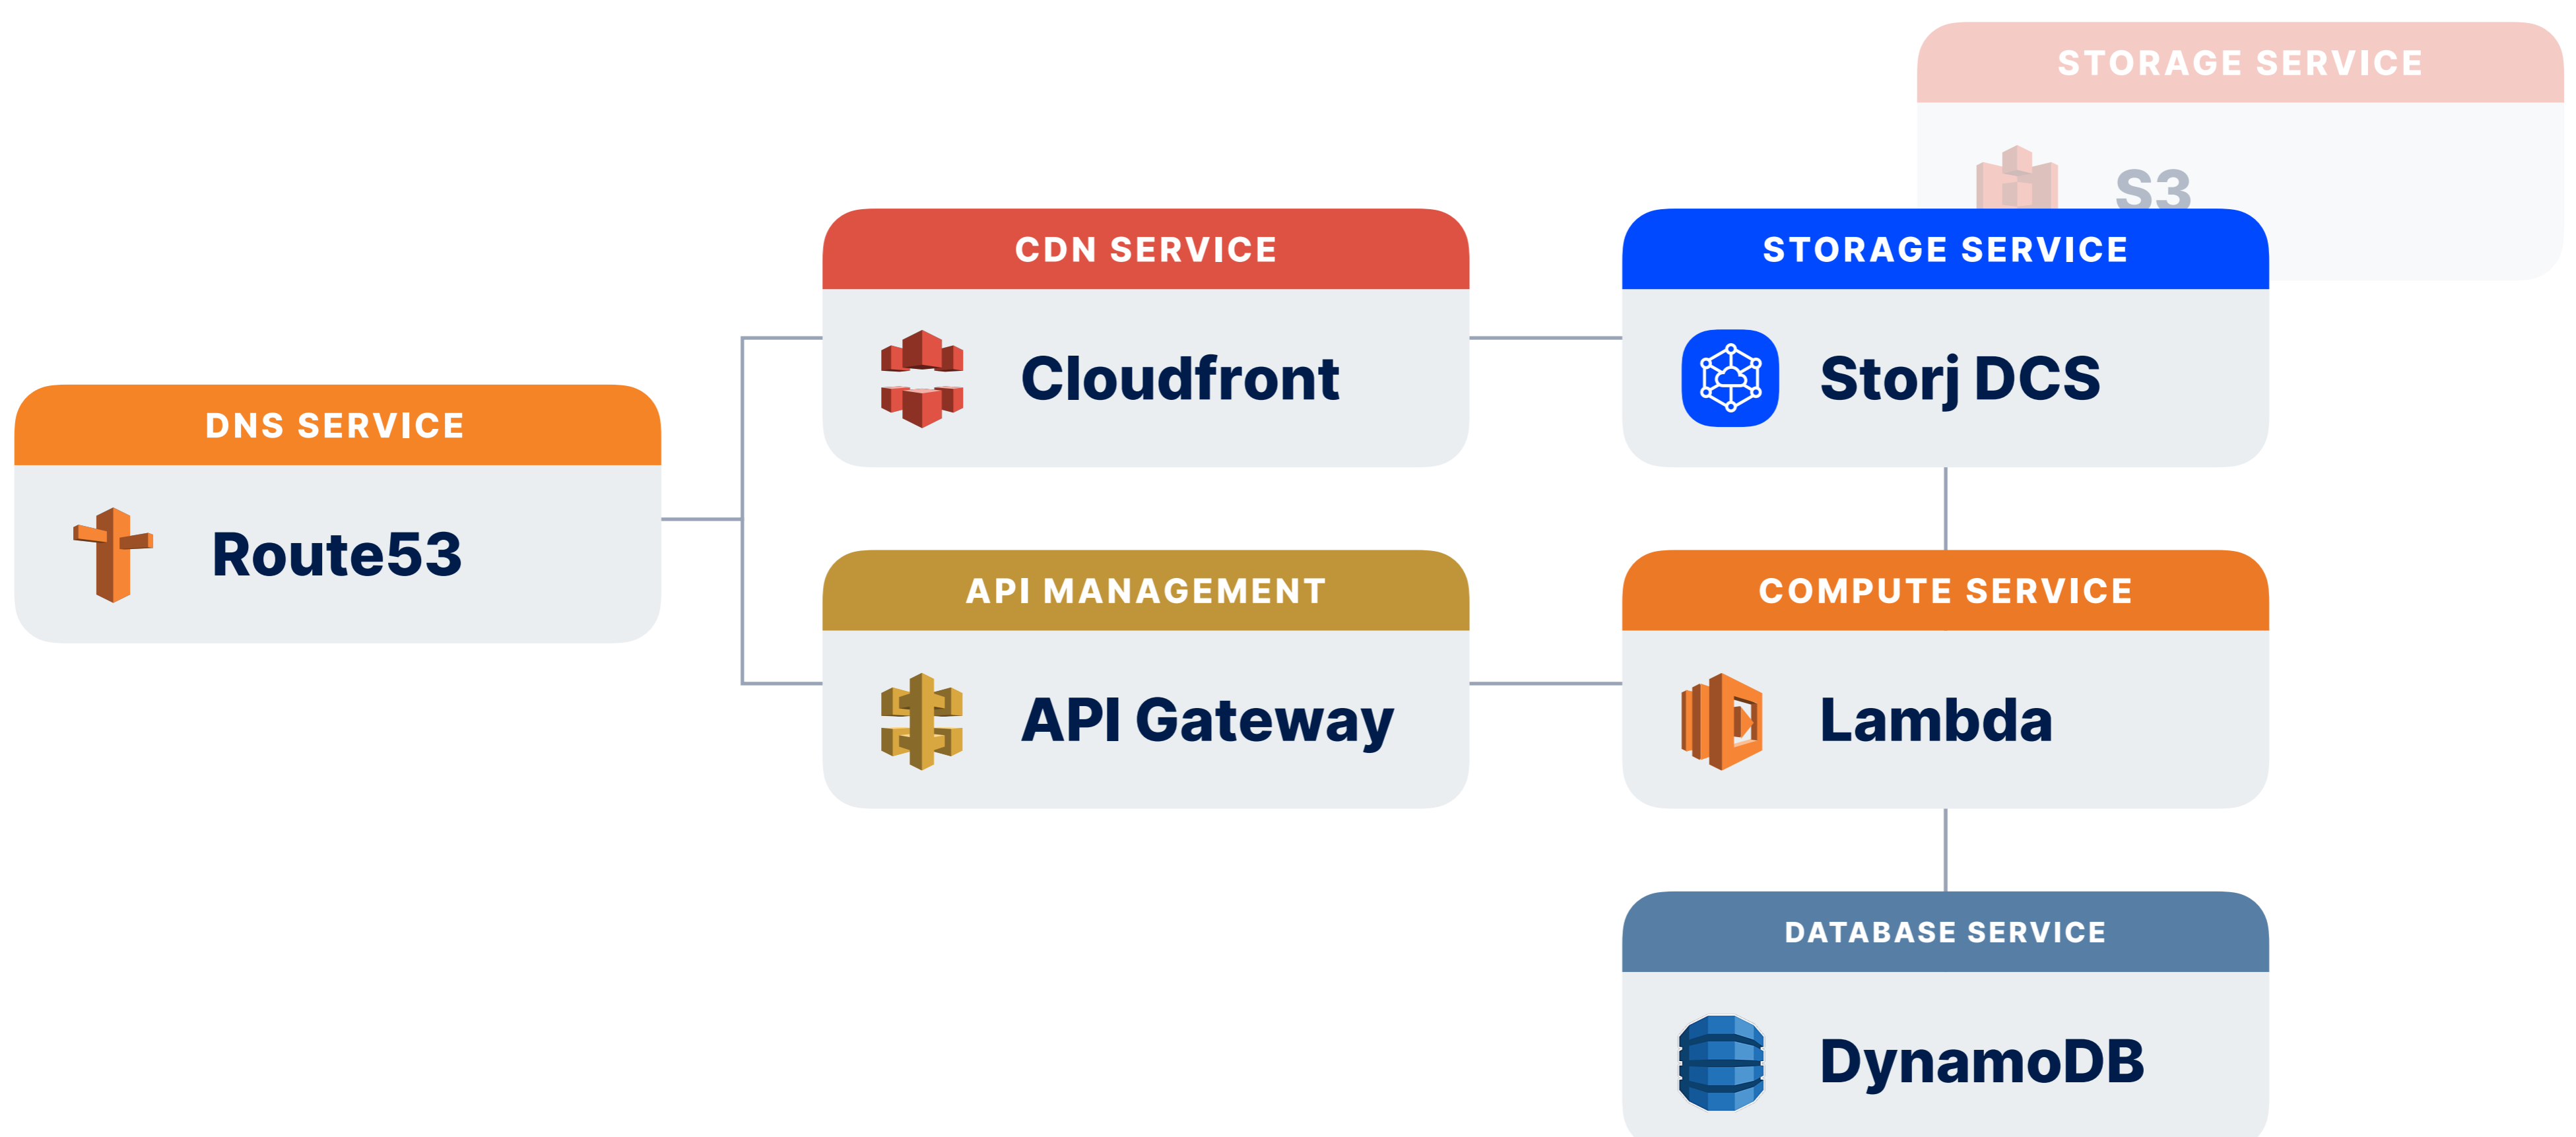 STORAGE SERVICE
S3
CDN SERVICE
Cloudfront
STORAGE SERVICE
Storj DCS
DNS SERVICE
Route53
API MANAGEMENT
API Gateway
COMPUTE SERVICE
Lambda
DATABASE SERVICE
DynamoDB